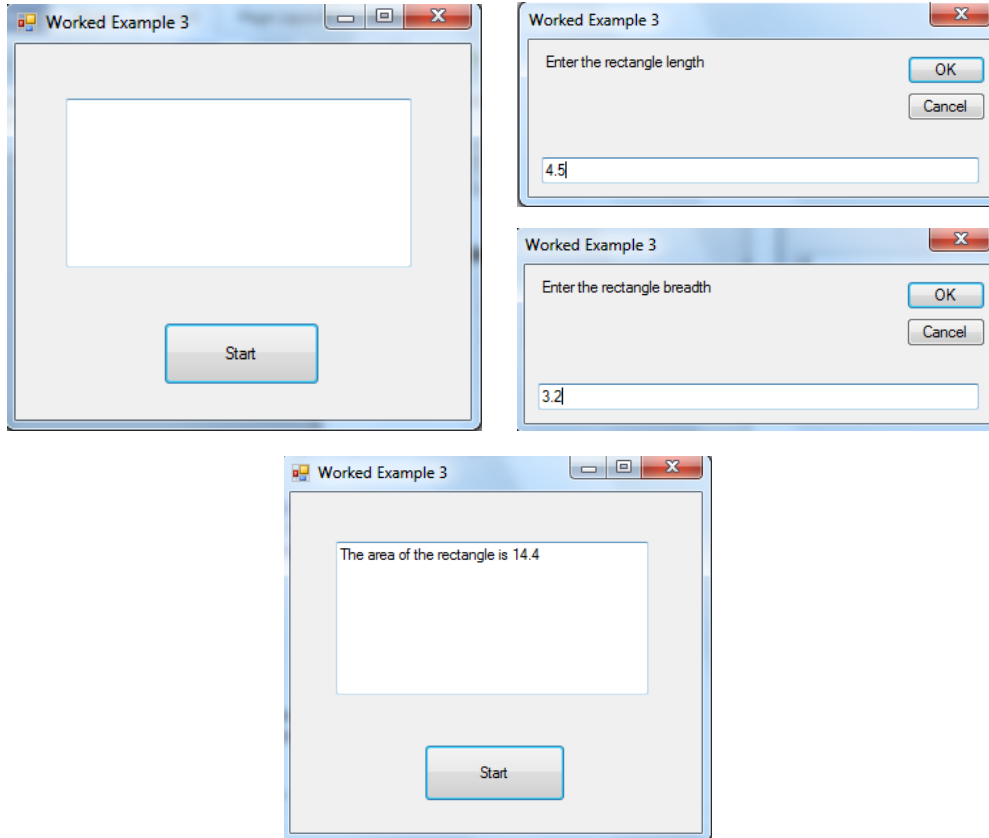 Worked Example 3
Start
Worked Example 3
Enter the rectangle length
OK
Cancel
4.5
Worked Example 3
Enter the rectangle breadth
OK
Cancel
3.2
Worked Example 3
The area of the rectangle is 14.4
Start